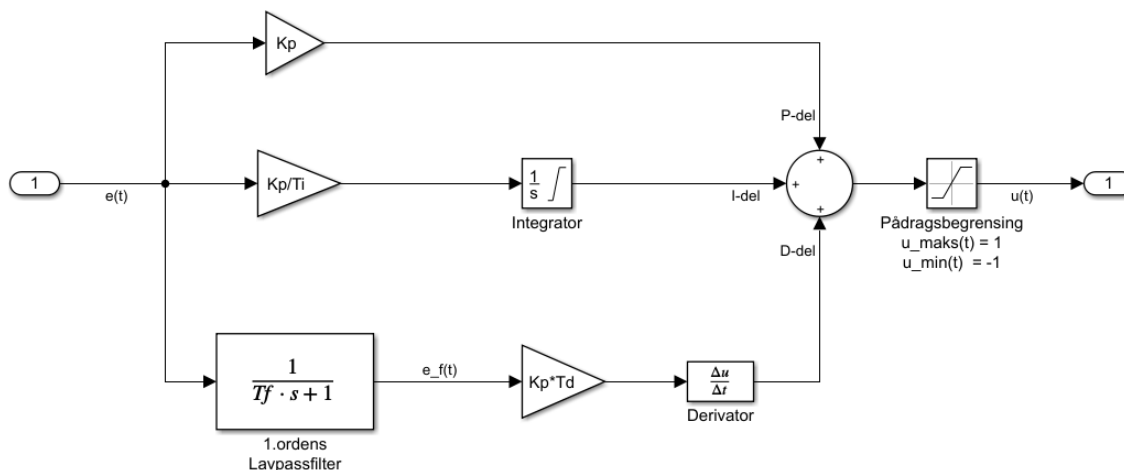 Kp
P-del
1
e(t)
Kp/Ti
1
s
Integrator
I-del
+
+
+
u(t)
1
Pådragsbegrensing
u_maks(t) = 1
u_min(t) = -1
D-del
1
Tf · s + 1
e_f(t)
Kp*Td
Δu
Δt
Derivator
1.ordens
Lavpassfilter